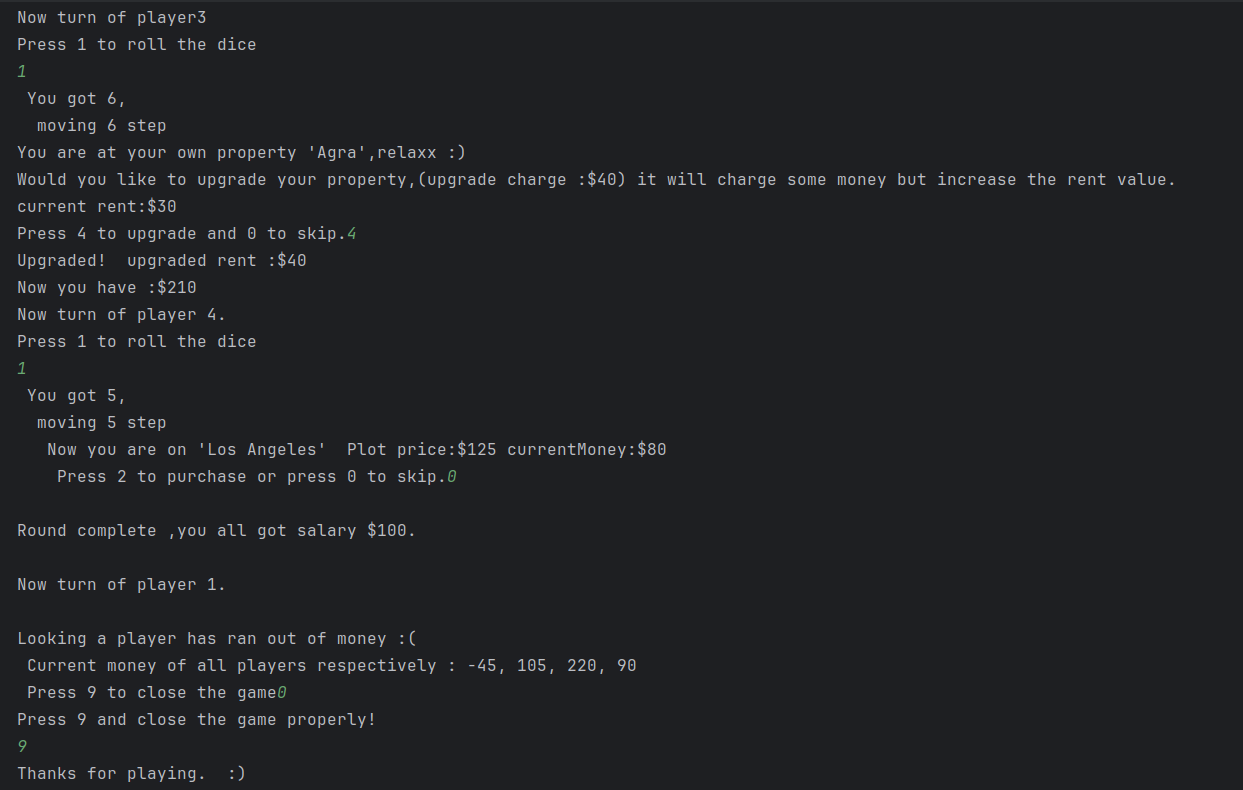 Now turn of player3
Press 1 to roll the dice
1
You got 6,
moving 6 step
You are at your own property 'Agra',relaxx :)
Would you like to upgrade your property,(upgrade charge :$40) it will charge some money but increase the rent value.
current rent:$30
Press 4 to upgrade and 0 to skip.4
Upgraded!  upgraded rent :$40
Now you have :$210
Now turn of player 4.
Press 1 to roll the dice
1
You got 5,
moving 5 step
Now you are on 'Los Angeles'  Plot price:$125 currentMoney:$80
Press 2 to purchase or press 0 to skip.0
Round complete ,you all got salary $100.
Now turn of player 1.
Looking a player has ran out of money :(
Current money of all players respectively : -45, 105, 220, 90
Press 9 to close the game0
Press 9 and close the game properly!
9
Thanks for playing.  :)